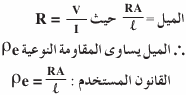 الميل = RA/ℓ حيث R = V/I
∴ الميل يساوى المقاومة النوعية ρe
القانون المستخدم : ρe = RA/ℓ